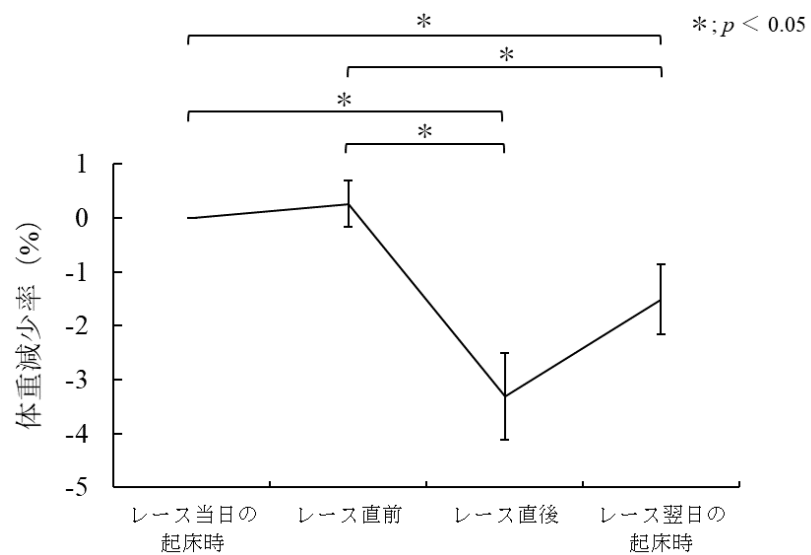 *
*;p < 0.05
*
*
*
1
0
-1
-2
-3
-4
-5
体重減少率 (%)
レース当日の
起床時
レース直前
レース直後
レース翌日の
起床時